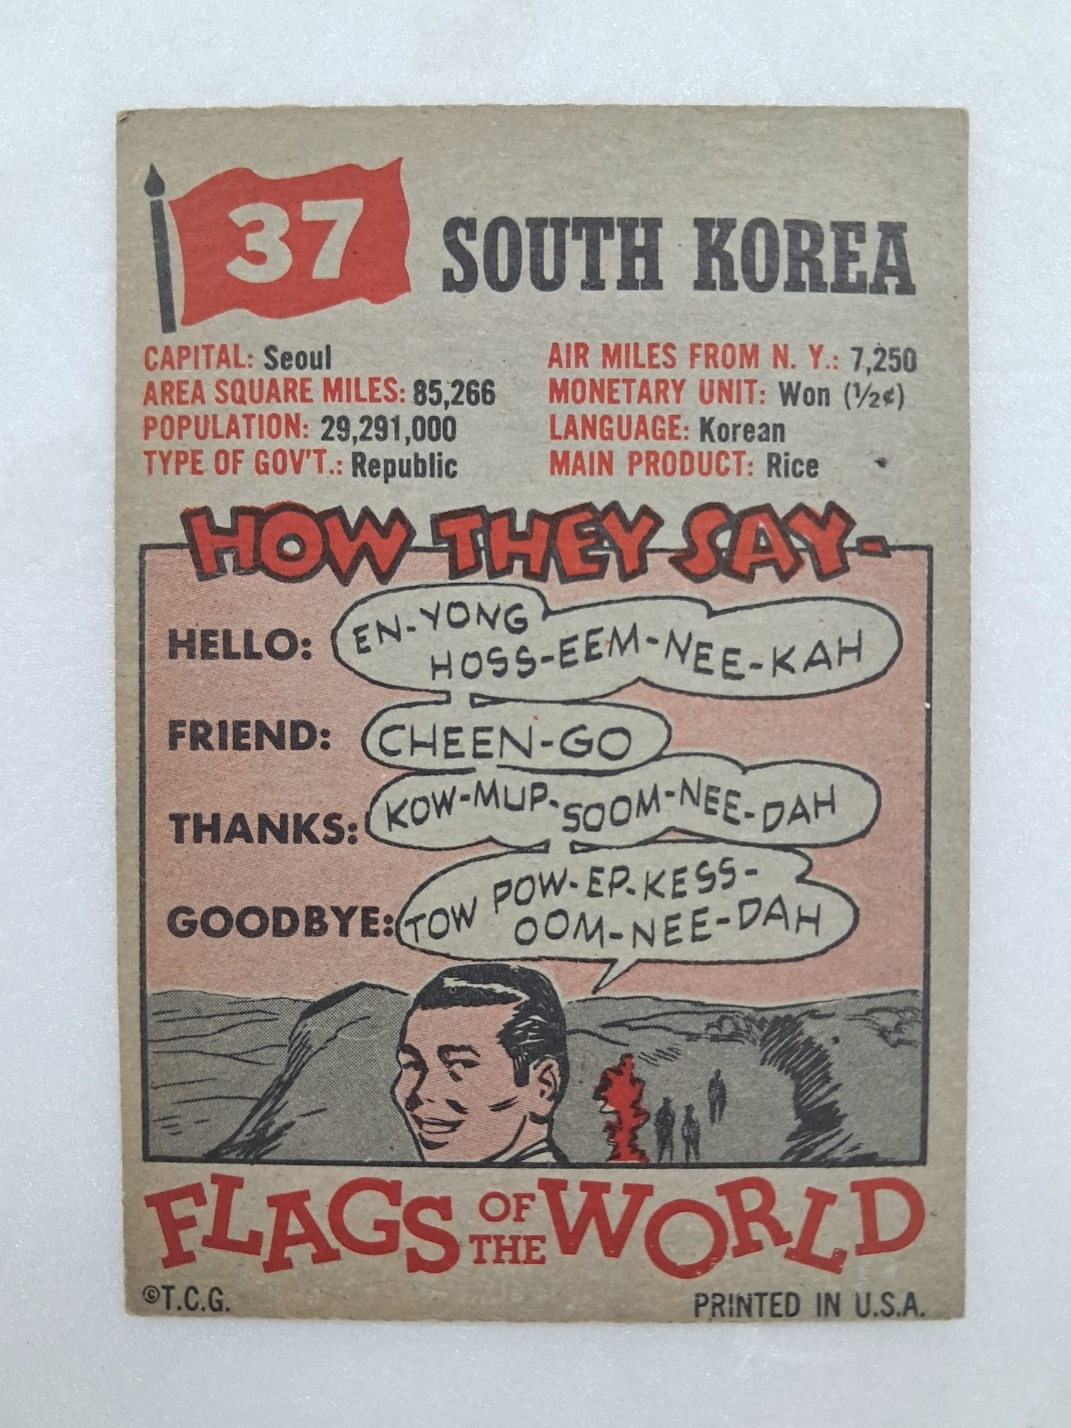 37 SOUTH KOREA
CAPITAL: Seoul
AREA SQUARE MILES: 85,266
POPULATION: 29,291,000
TYPE OF GOV'T.: Republic
AIR MILES FROM N. Y.: 7,250
MONETARY UNIT: Won (½¢)
LANGUAGE: Korean
MAIN PRODUCT: Rice
HOW THEY SAY-
HELLO: EN-YONG
HOSS-EEM-NEE-KAH
FRIEND: CHEEN-GO
THANKS: KOW-MUP-SOOM-NEE-DAH
GOODBYE: TOW POW-EP-KESS-
OOM-NEE-DAH
FLAGS OF THE WORLD
©T.C.G. PRINTED IN U.S.A.